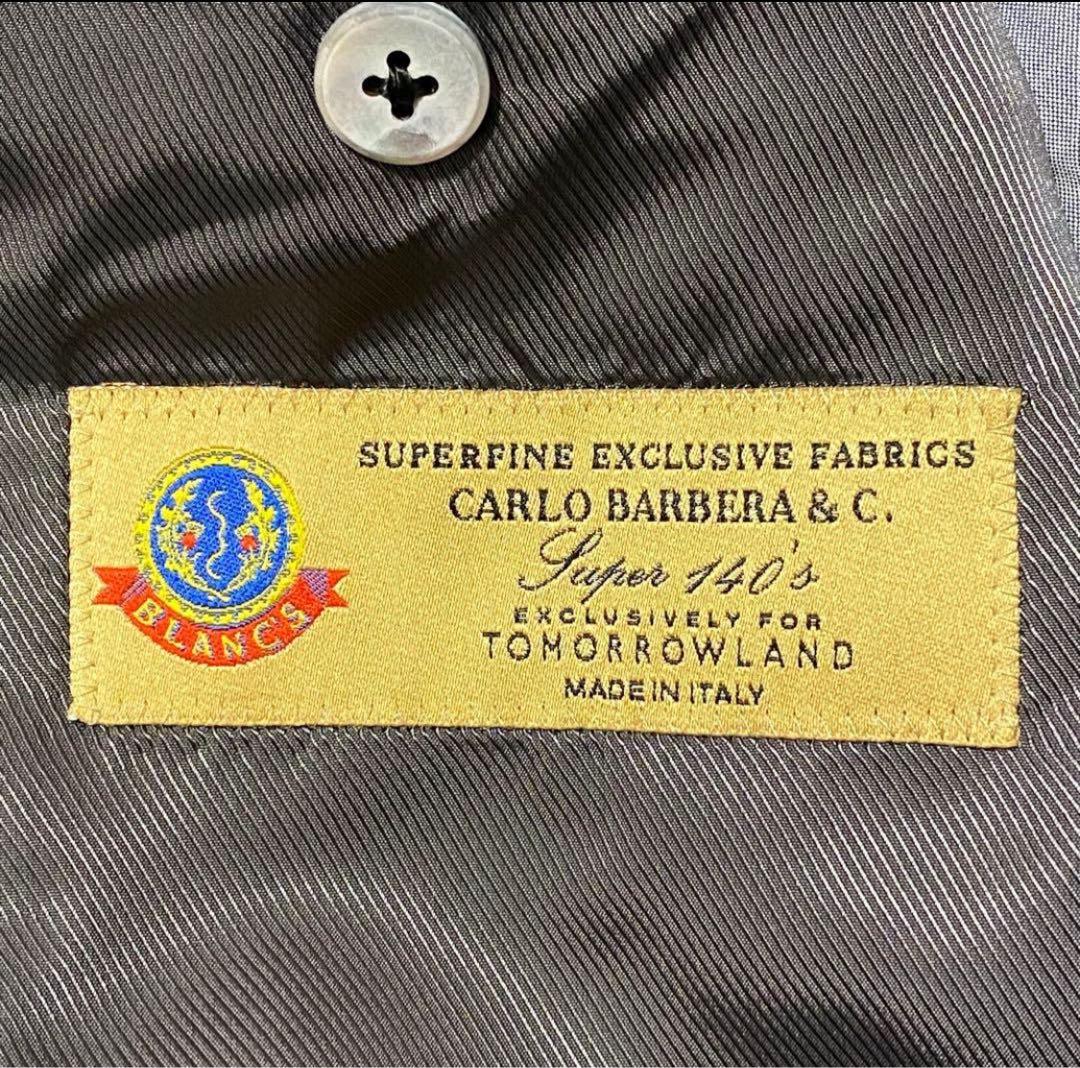 BLANC'S
SUPERFINE EXCLUSIVE FABRICS
CARLO BARBERA & C.
Super 140's
EXCLUSIVELY FOR
TOMORROWLAND
MADE IN ITALY